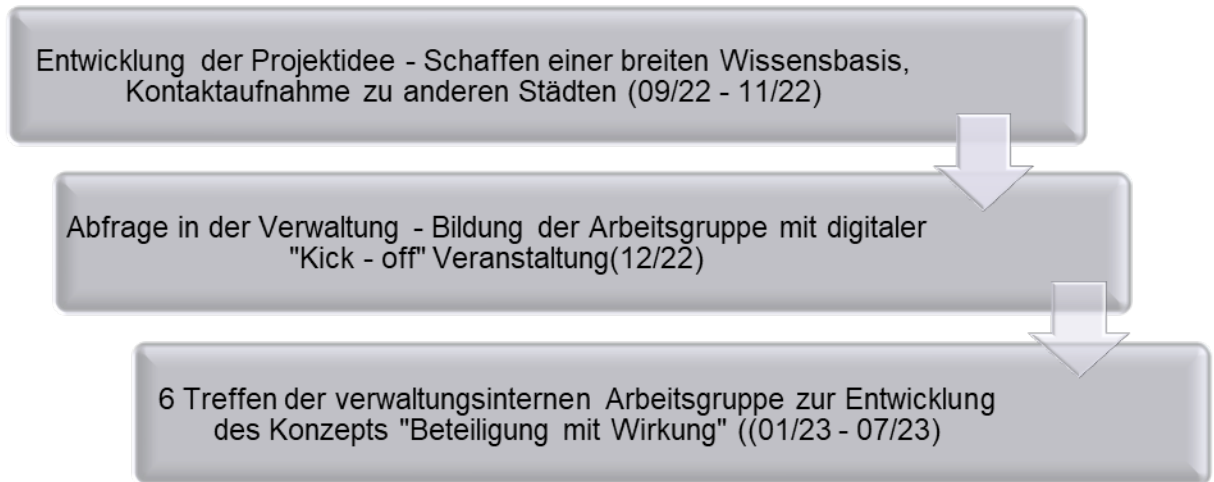 Entwicklung der Projektidee - Schaffen einer breiten Wissensbasis,
Kontaktaufnahme zu anderen Städten (09/22 - 11/22)
Abfrage in der Verwaltung - Bildung der Arbeitsgruppe mit digitaler
"Kick - off" Veranstaltung(12/22)
6 Treffen der verwaltungsinternen Arbeitsgruppe zur Entwicklung
des Konzepts "Beteiligung mit Wirkung" ((01/23 - 07/23)